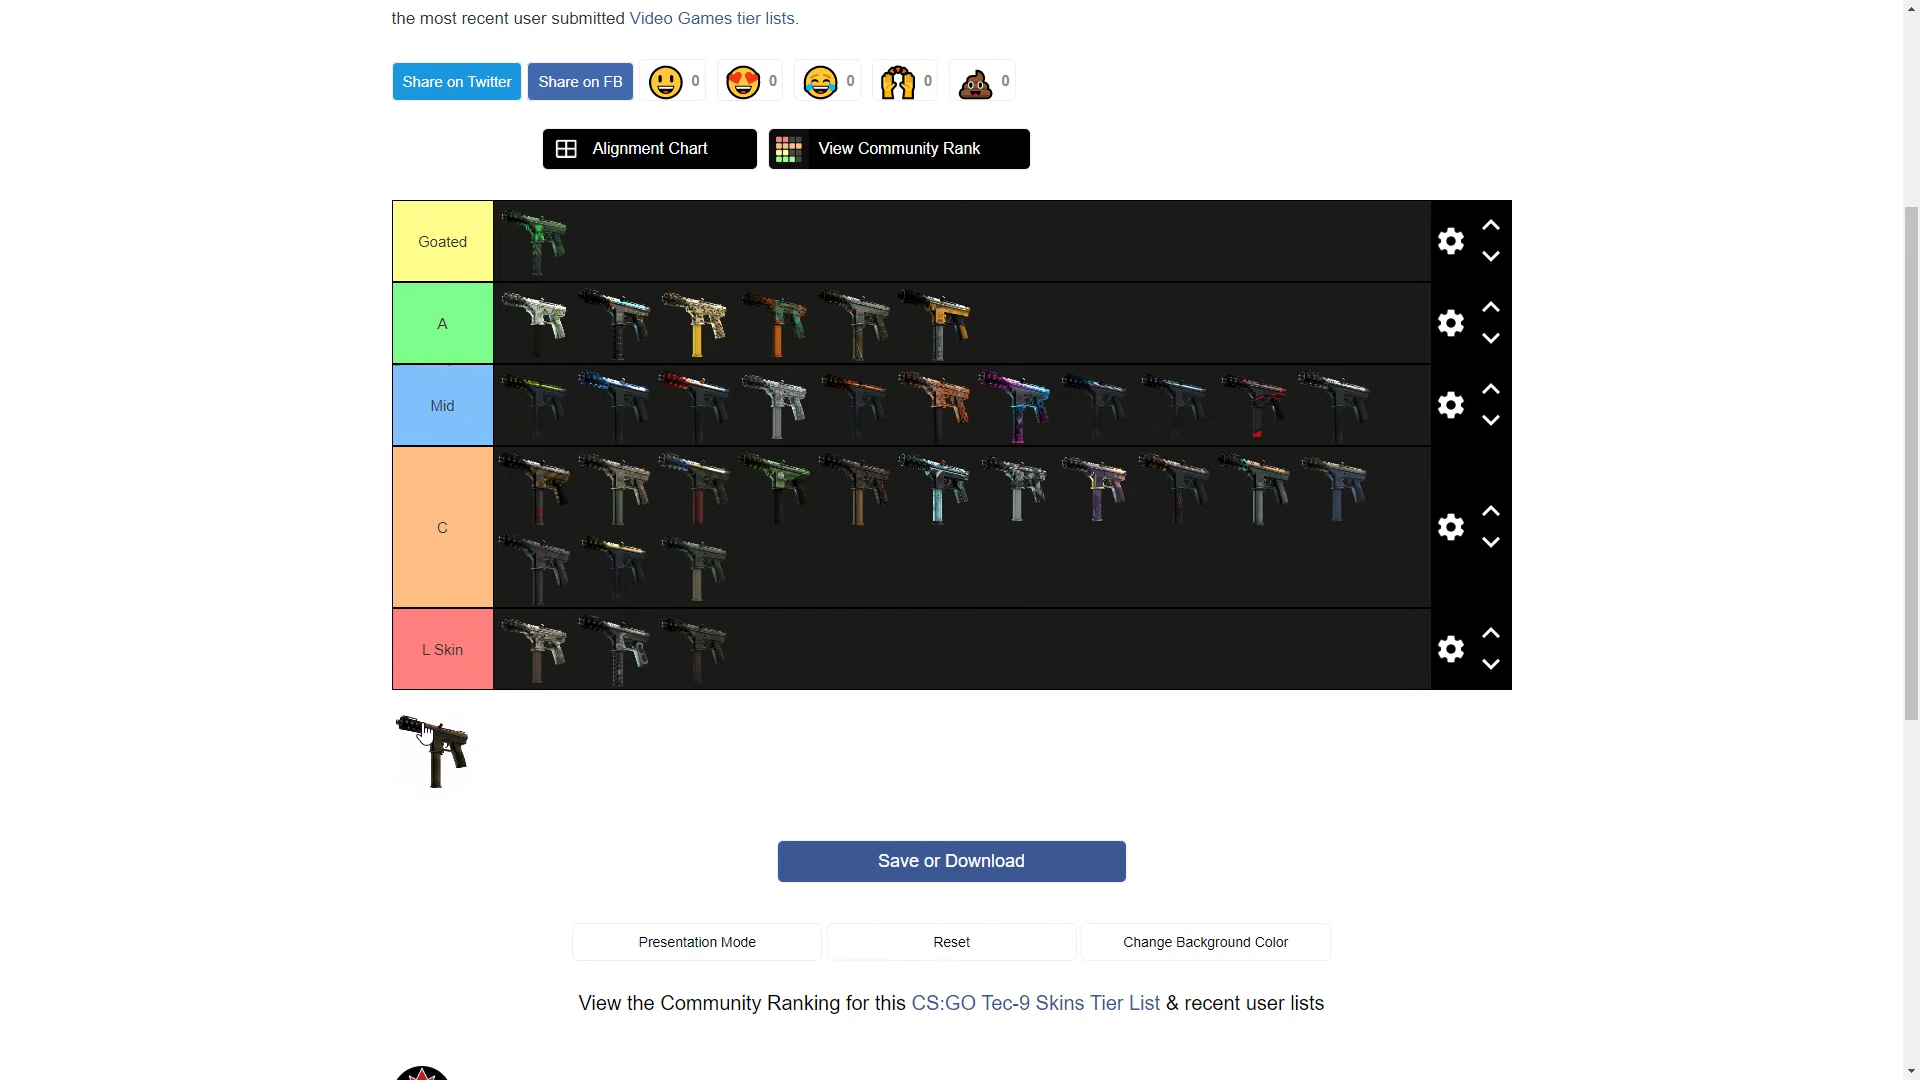 the most recent user submitted Video Games tier lists.
Share on Twitter Share on FB 0 0 0 0 0
Alignment Chart View Community Rank
Goated
A
Mid
C
L Skin
Save or Download
Presentation Mode Reset Change Background Color
View the Community Ranking for this CS:GO Tec-9 Skins Tier List & recent user lists